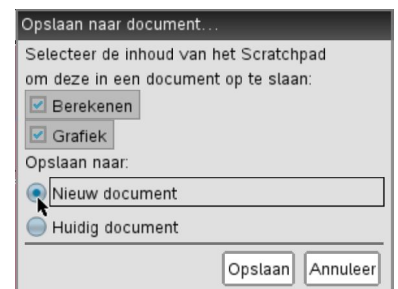 Opslaan naar document...
Selecteer de inhoud van het Scratchpad
om deze in een document op te slaan:
Berekenen
Grafiek
Opslaan naar:
Nieuw document
Huidig document
Opslaan Annuleer